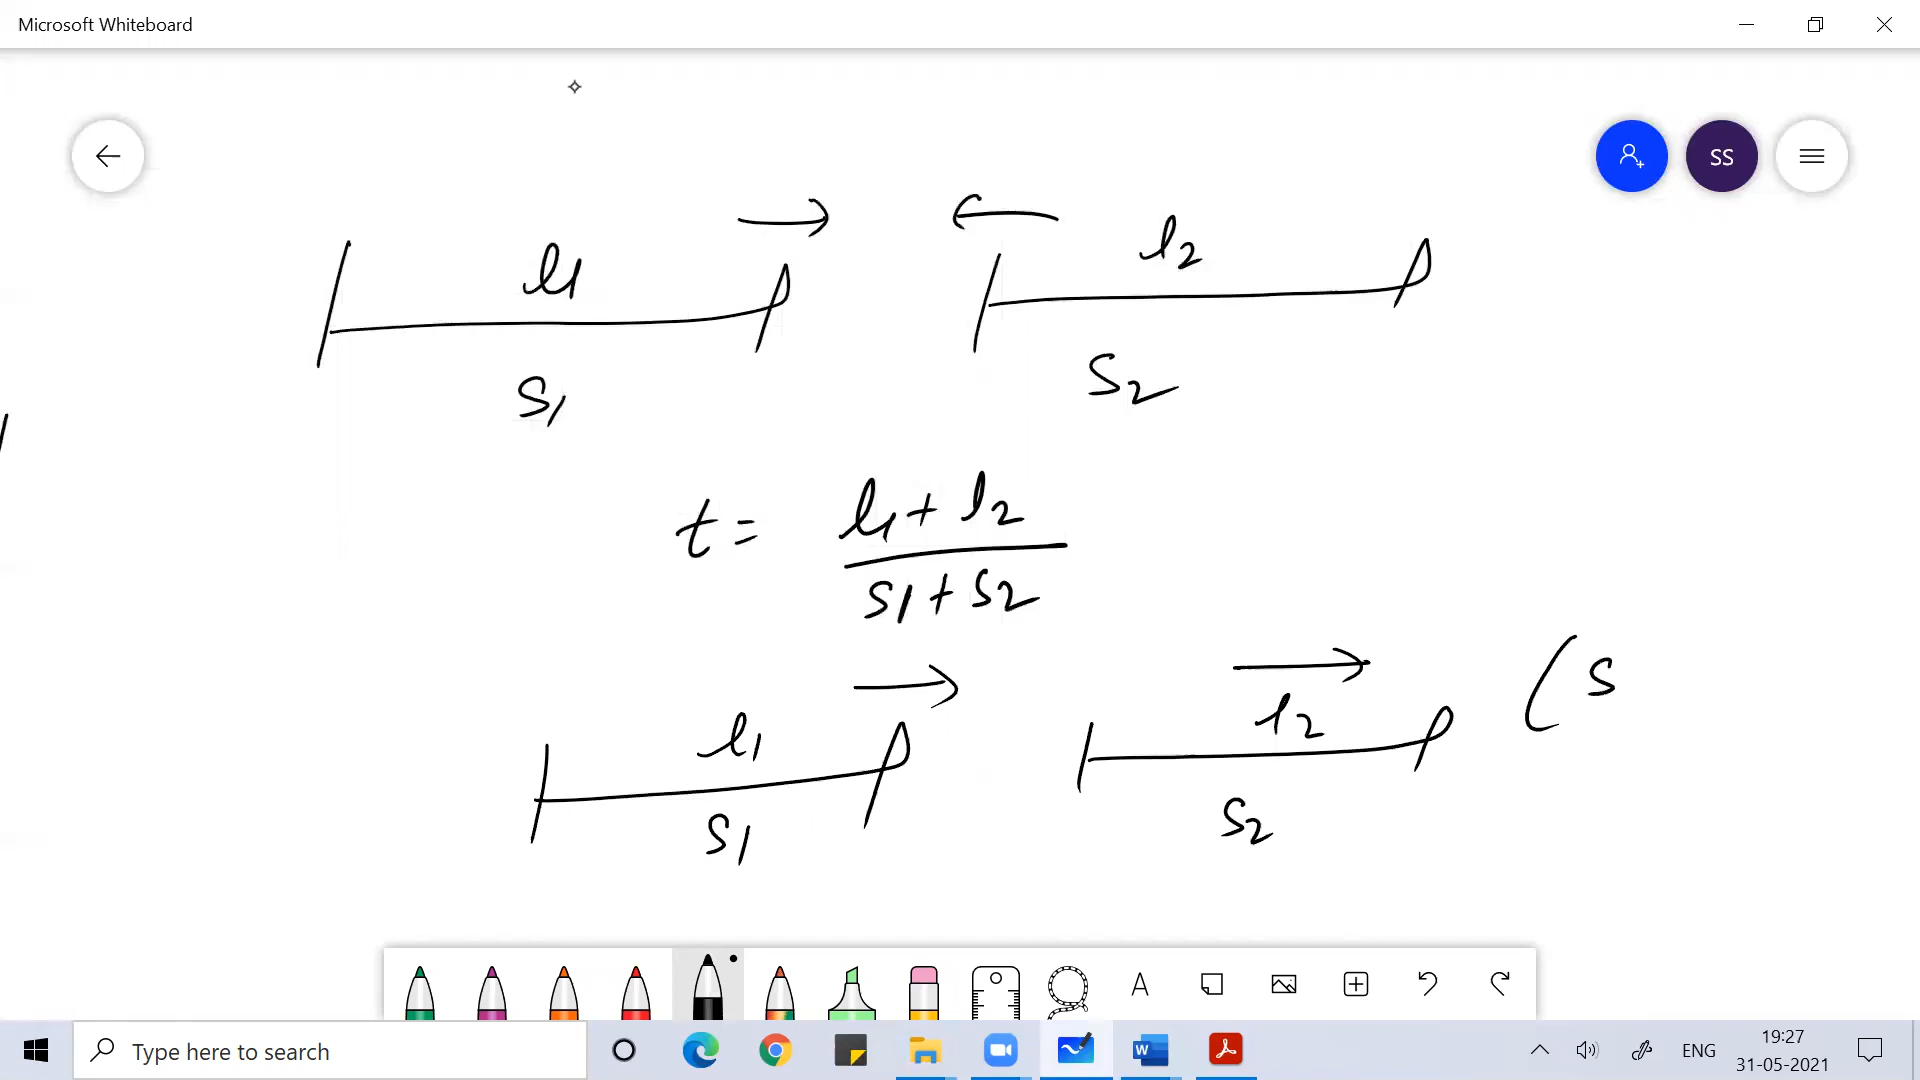 Microsoft Whiteboard
SS
l1
l2
S1
S2
t = l1 + l2
S1 + S2
l1
l2
(S
S1
S2
A
Type here to search
W
ENG
19:27
31-05-2021